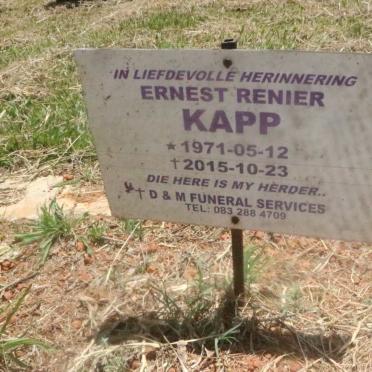 IN LIEFDEVOLLE HERINNERING
ERNEST RENIER
KAPP
★ 1971-05-12
† 2015-10-23
DIE HERE IS MY HERDER..
† D & M FUNERAL SERVICES
TEL: 083 288 4709